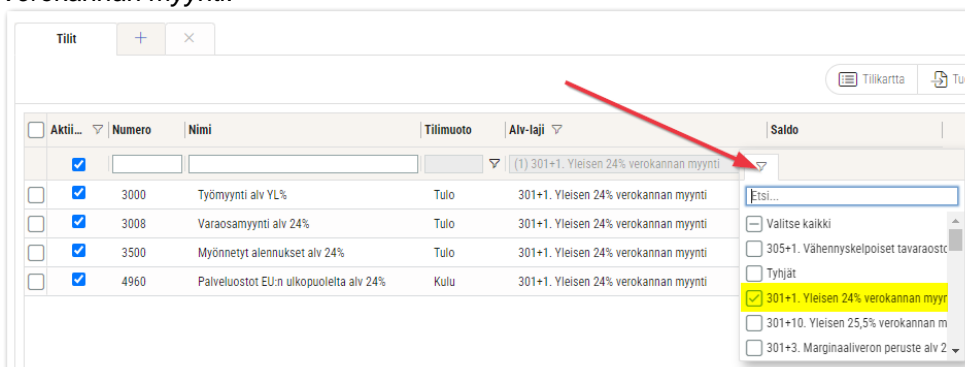 verokannan myynti.
Tilit + ×
Tilikartta Tu
Aktii... Numero Nimi Tilimuoto Alv-laji Saldo
(1) 301+1. Yleisen 24% verokannan myynti
3000 Työmyynti alv YL% Tulo 301+1. Yleisen 24% verokannan myynti
3008 Varaosamyynti alv 24% Tulo 301+1. Yleisen 24% verokannan myynti
3500 Myönnetyt alennukset alv 24% Tulo 301+1. Yleisen 24% verokannan myynti
4960 Palveluostot EU:n ulkopuolelta alv 24% Kulu 301+1. Yleisen 24% verokannan myynti
Etsi...
Valitse kaikki
305+1. Vähennyskelpoiset tavaraosto
Tyhjät
301+1. Yleisen 24% verokannan myyn
301+10. Yleisen 25,5% verokannan m
301+3. Marginaaliveron peruste alv 2